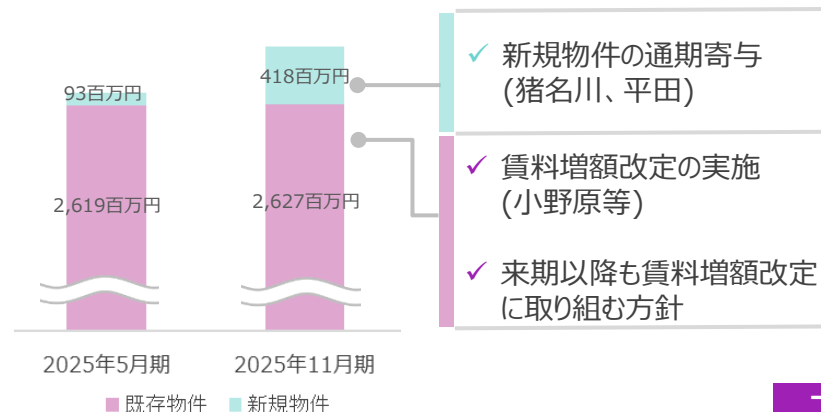 93百万円
2,619百万円
418百万円
2,627百万円
2025年5月期
2025年11月期
既存物件
新規物件
✓ 新規物件の通期寄与
(猪名川、平田)
✓ 賃料増額改定の実施
(小野原等)
✓ 来期以降も賃料増額改定
に取り組む方針